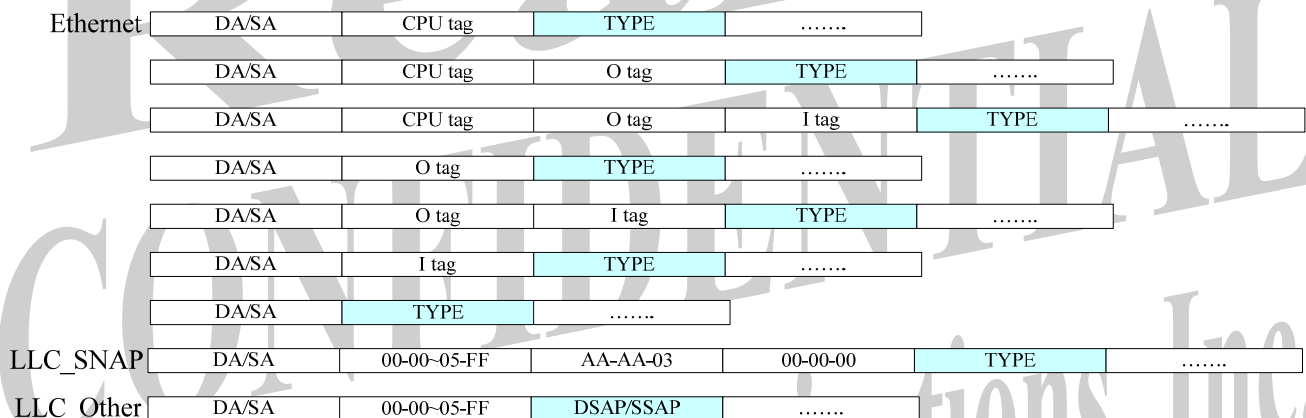 Ethernet DA/SA CPU tag TYPE …….
DA/SA CPU tag O tag TYPE …….
DA/SA CPU tag O tag I tag TYPE …….
DA/SA O tag TYPE …….
DA/SA O tag I tag TYPE …….
DA/SA I tag TYPE …….
DA/SA TYPE …….
LLC_SNAP DA/SA 00-00~05-FF AA-AA-03 00-00-00 TYPE …….
LLC_Other DA/SA 00-00~05-FF DSAP/SSAP …….
CONFIDENTIAL
Inc